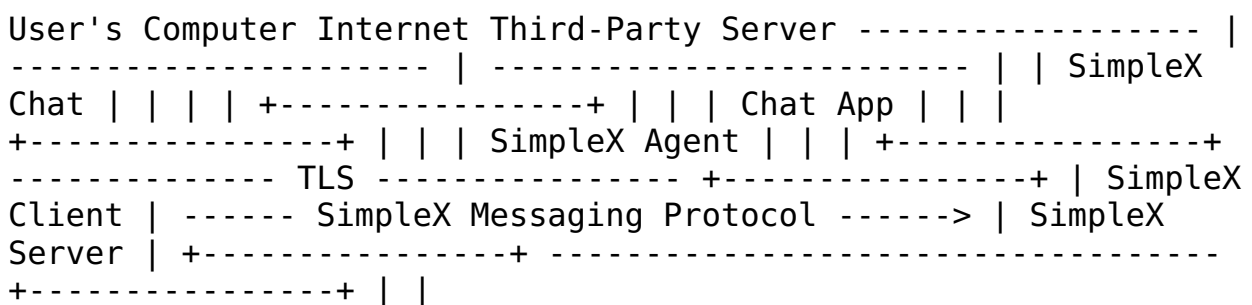 User's Computer Internet Third-Party Server ------------------ |
---------------------- | ------------------------- | | SimpleX
Chat | | | | +----------------+ | | | Chat App | | |
+----------------+ | | | SimpleX Agent | | | +----------------+
-------------- TLS ---------------- +----------------+ | SimpleX
Client | ------ SimpleX Messaging Protocol ------> | SimpleX
Server | +----------------+ -----------------------------------
+----------------+ | |